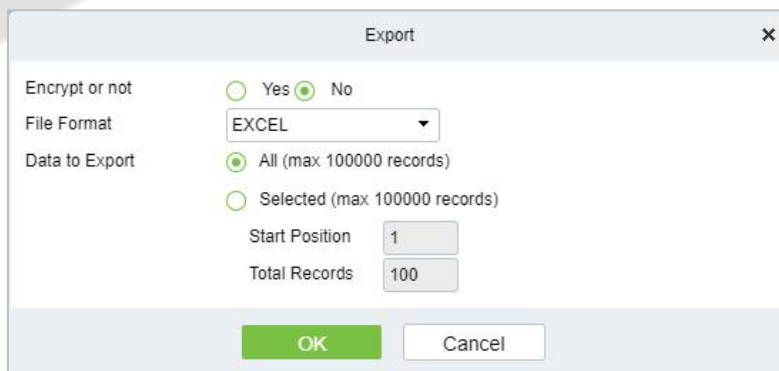 Export
Encrypt or not Yes No
File Format EXCEL
Data to Export All (max 100000 records)
Selected (max 100000 records)
Start Position 1
Total Records 100
OK Cancel